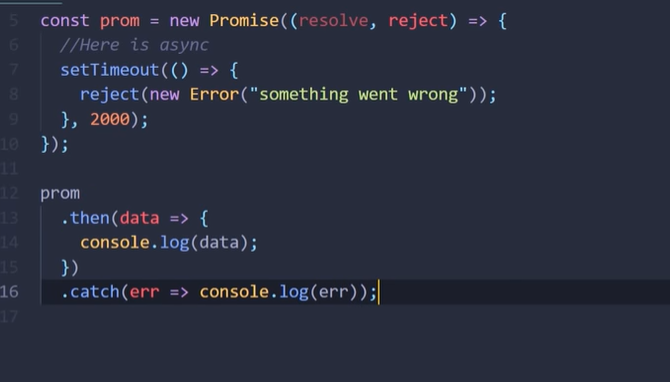 5 const prom = new Promise((resolve, reject) => {
6 //Here is async
7 setTimeout(() => {
8 reject(new Error("something went wrong"));
9 }, 2000);
10 });
11
12 prom
13 .then(data => {
14 console.log(data);
15 })
16 .catch(err => console.log(err));
17